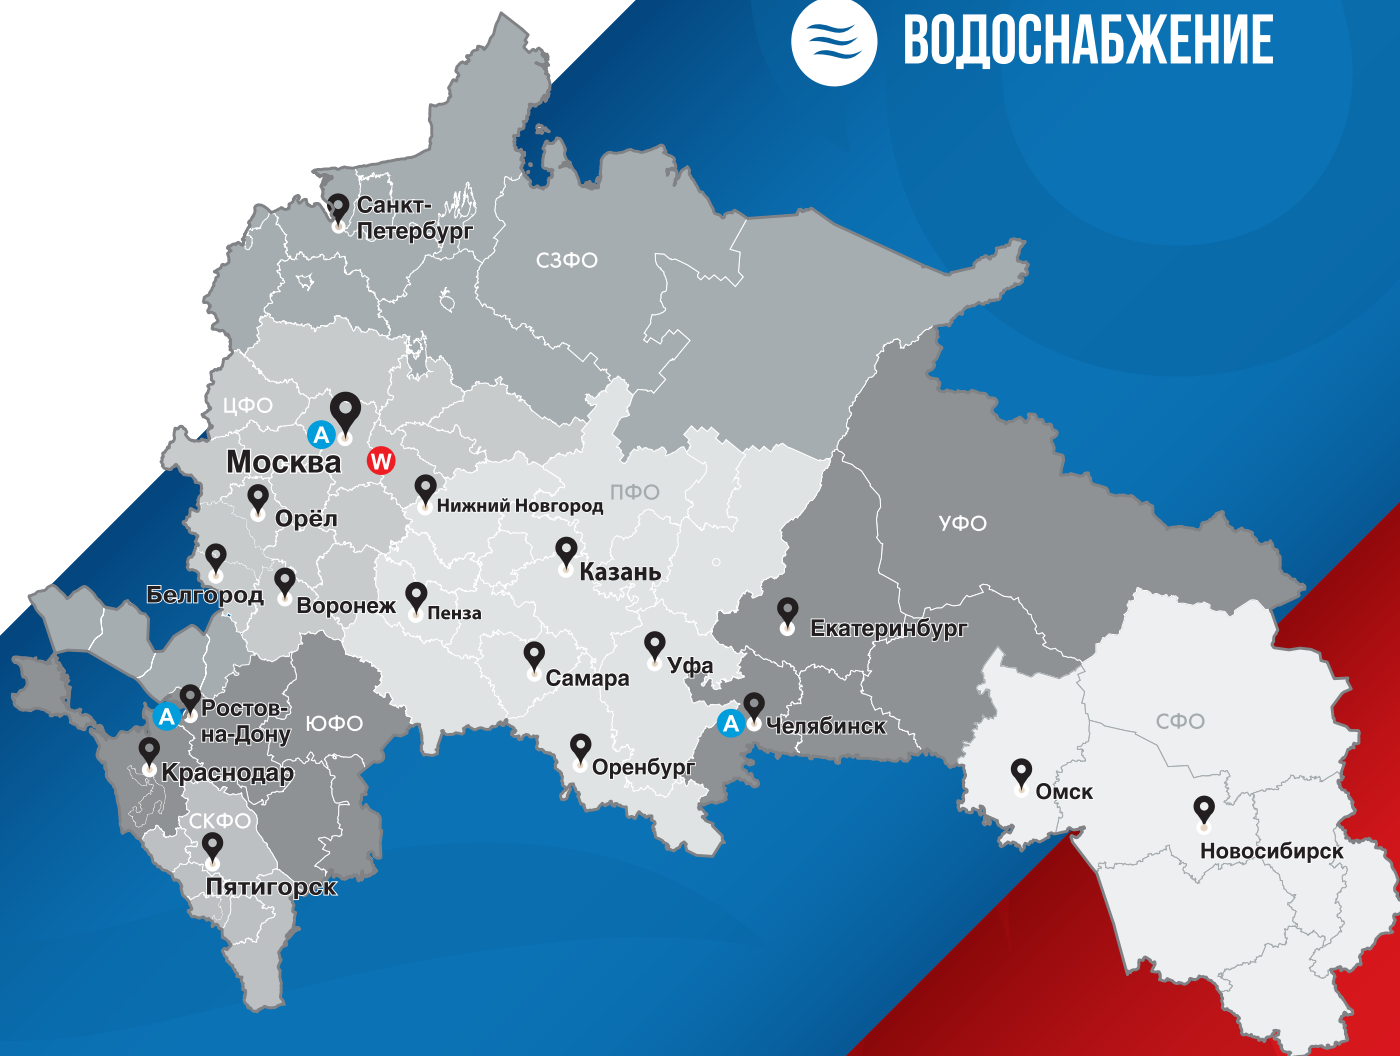 ВОДОСНАБЖЕНИЕ
Санкт-
Петербург
СЗФО
ЦФО
A
Москва
W
Нижний Новгород
ПФО
Орёл
УФО
Казань
Белгород
Воронеж
Пенза
Екатеринбург
Уфа
Самара
A
Ростов-
на-Дону
ЮФО
A
Челябинск
СФО
Краснодар
Оренбург
Омск
СКФО
Новосибирск
Пятигорск